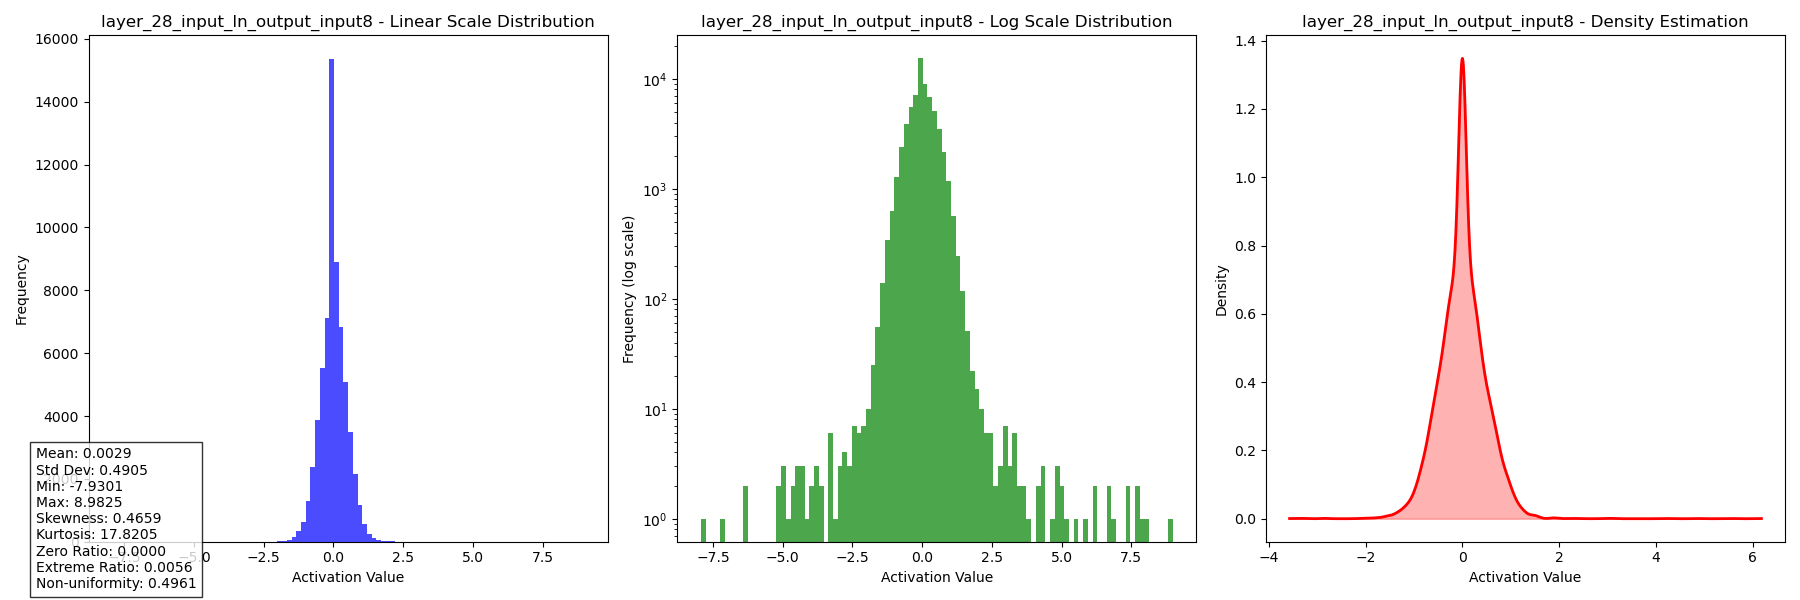 layer_28_input_ln_output_input8 - Linear Scale Distribution
16000
14000
12000
10000
8000
6000
4000
Frequency
Mean: 0.0029
Std Dev: 0.4905
Min: -7.9301
Max: 8.9825
Skewness: 0.4659
Kurtosis: 17.8205
Zero Ratio: 0.0000
Extreme Ratio: 0.0056
Non-uniformity: 0.4961
−2.5 0.0 2.5 5.0 7.5
Activation Value
layer_28_input_ln_output_input8 - Log Scale Distribution
10⁴
10³
10²
10¹
10⁰
Frequency (log scale)
−7.5 −5.0 −2.5 0.0 2.5 5.0 7.5
Activation Value
layer_28_input_ln_output_input8 - Density Estimation
1.4
1.2
1.0
0.8
0.6
0.4
0.2
0.0
Density
−4 −2 0 2 4 6
Activation Value